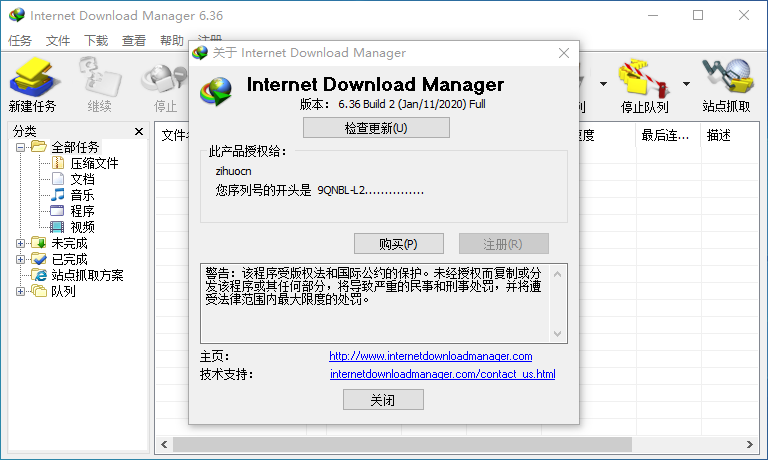 Internet Download Manager 6.36
任务 文件 下载 查看 帮助 注册
新建任务 继续 停止 停止队列 站点抓取
分类
全部任务
压缩文件
文档
音乐
程序
视频
未完成
已完成
站点抓取方案
队列
最后连... 描述
关于 Internet Download Manager
Internet Download Manager
版本： 6.36 Build 2 (Jan/11/2020) Full
检查更新(U)
此产品授权给：
zihuocn
您序列号的开头是 9QNBL-L2...............
购买(P) 注册(R)
警告：该程序受版权法和国际公约的保护。未经授权而复制或分
发该程序或其任何部分，将导致严重的民事和刑事处罚，并将遭
受法律范围内最大限度的处罚。
主页： http://www.internetdownloadmanager.com
技术支持： internetdownloadmanager.com/contact_us.html
关闭